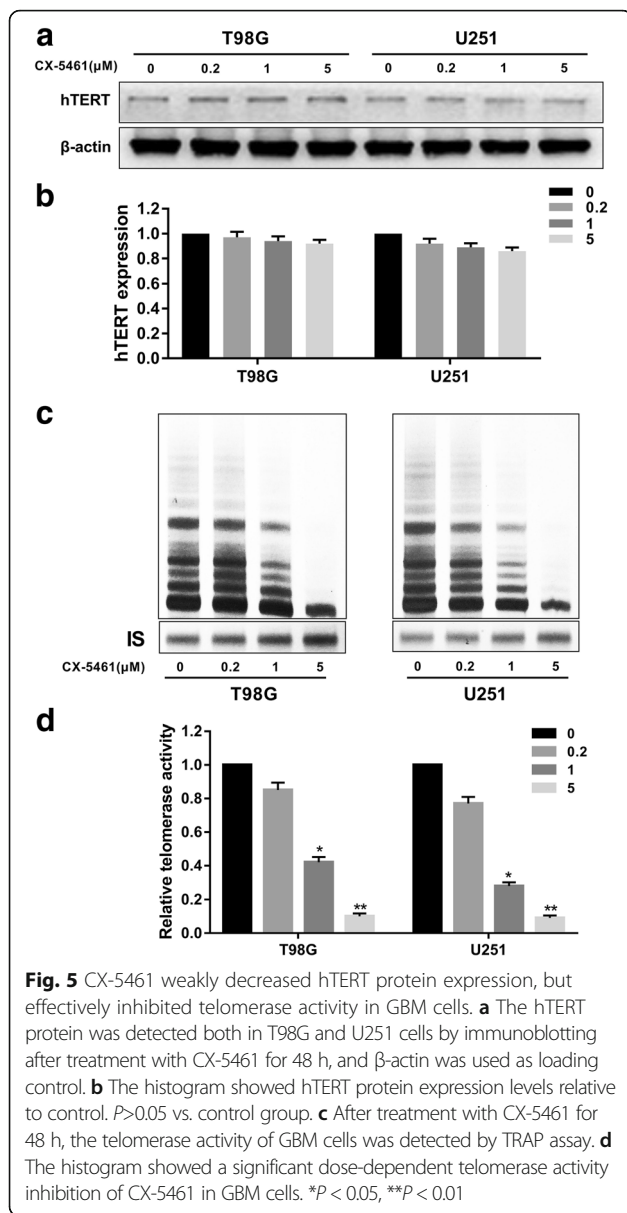 a
T98G U251
CX-5461(μM) 0 0.2 1 5 0 0.2 1 5
hTERT
β-actin
b
hTERT expression
1.2
1.0
0.8
0.6
0.4
0.2
0.0
T98G U251
0
0.2
1
5
c
IS
CX-5461(μM) 0 0.2 1 5 0 0.2 1 5
T98G U251
d
Relative telomerase activity
1.2
1.0
0.8
0.6
0.4
0.2
0.0
* ** * **
T98G U251
0
0.2
1
5
Fig. 5 CX-5461 weakly decreased hTERT protein expression, but
effectively inhibited telomerase activity in GBM cells. a The hTERT
protein was detected both in T98G and U251 cells by immunoblotting
after treatment with CX-5461 for 48 h, and β-actin was used as loading
control. b The histogram showed hTERT protein expression levels relative
to control. P>0.05 vs. control group. c After treatment with CX-5461 for
48 h, the telomerase activity of GBM cells was detected by TRAP assay. d
The histogram showed a significant dose-dependent telomerase activity
inhibition of CX-5461 in GBM cells. *P < 0.05, **P < 0.01